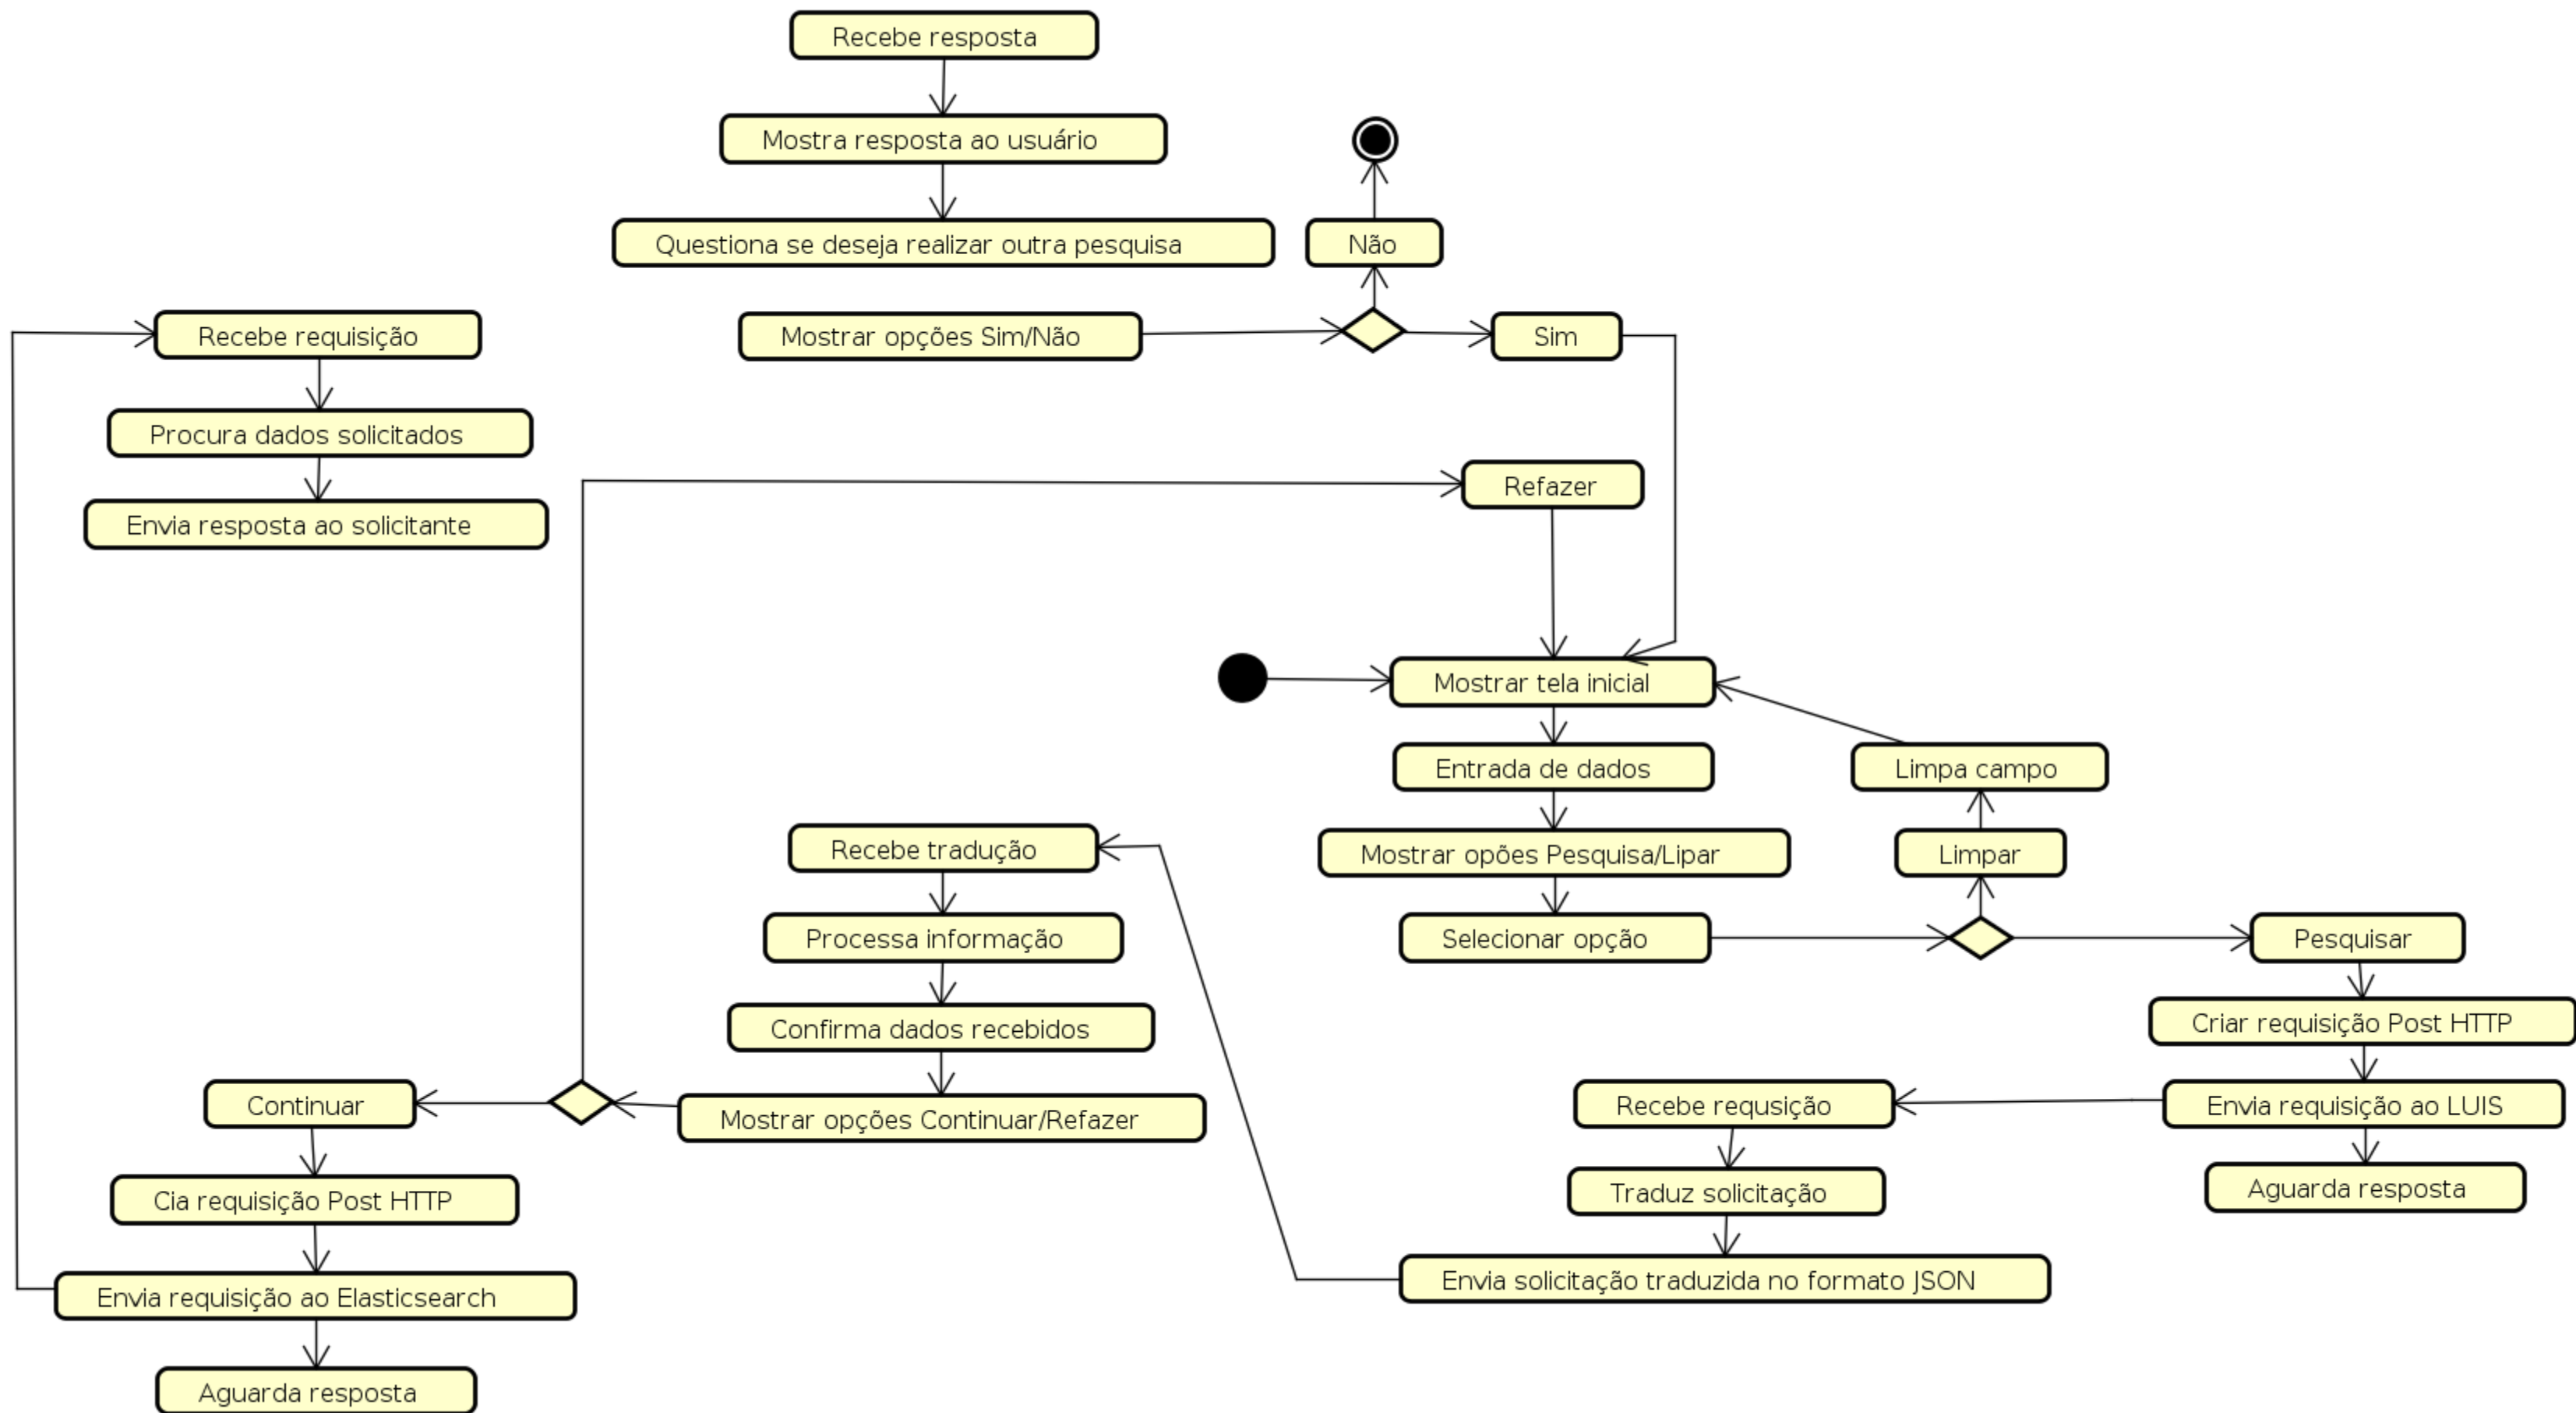 Recebe resposta
Mostra resposta ao usuário
Questiona se deseja realizar outra pesquisa
Não
Recebe requisição
Mostrar opções Sim/Não
Sim
Procura dados solicitados
Refazer
Envia resposta ao solicitante
Mostrar tela inicial
Entrada de dados
Limpa campo
Recebe tradução
Mostrar opões Pesquisa/Lipar
Limpar
Processa informação
Selecionar opção
Pesquisar
Confirma dados recebidos
Criar requisição Post HTTP
Continuar
Mostrar opções Continuar/Refazer
Recebe requsição
Envia requisição ao LUIS
Cia requisição Post HTTP
Traduz solicitação
Aguarda resposta
Envia requisição ao Elasticsearch
Envia solicitação traduzida no formato JSON
Aguarda resposta